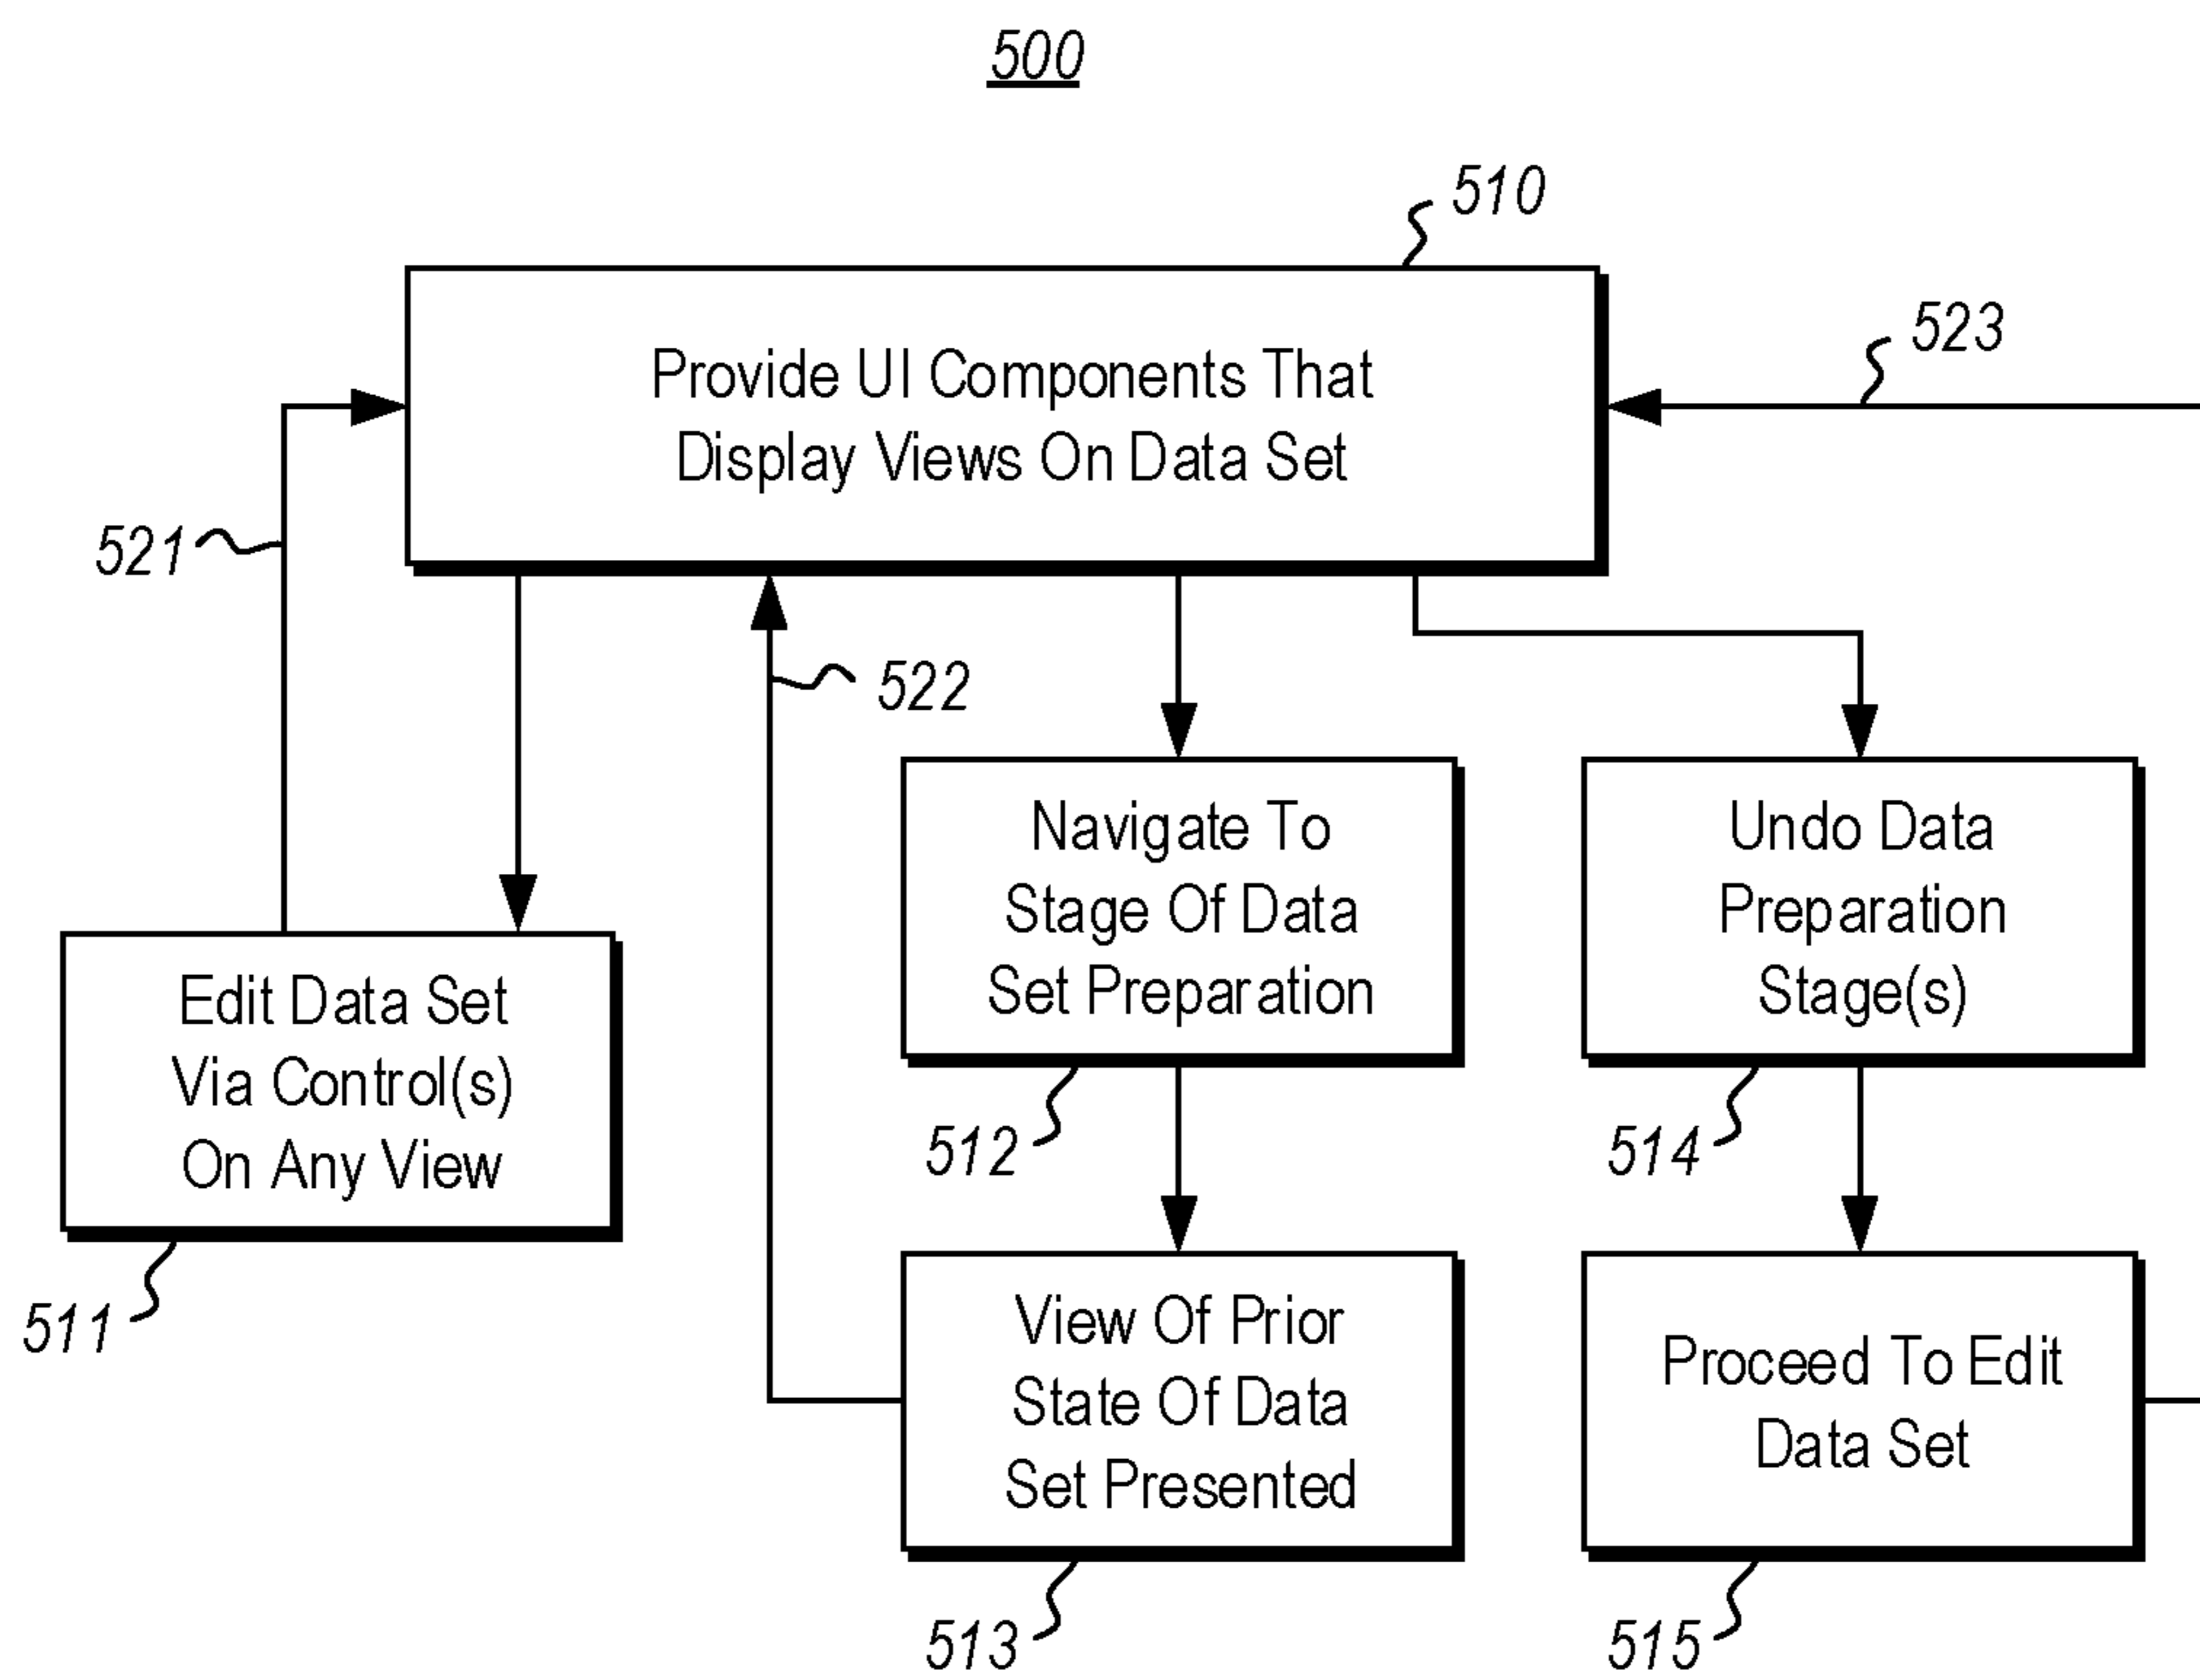 500
510
Provide UI Components That
Display Views On Data Set
523
521
522
Navigate To
Stage Of Data
Set Preparation
512
Undo Data
Preparation
Stage(s)
514
Edit Data Set
Via Control(s)
On Any View
511
View Of Prior
State Of Data
Set Presented
513
Proceed To Edit
Data Set
515